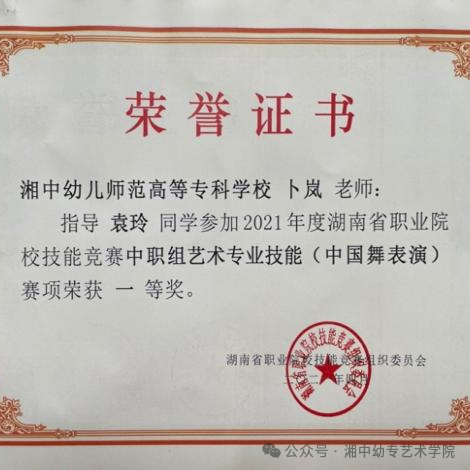 荣誉证书
湘中幼儿师范高等专科学校 卜岚 老师：
指导 袁玲 同学参加2021年度湖南省职业院
校技能竞赛中职组艺术专业技能（中国舞表演）
赛项荣获 一 等奖。
湖南省职业院校技能竞赛组织委员会
公众号·湘中幼专艺术学院